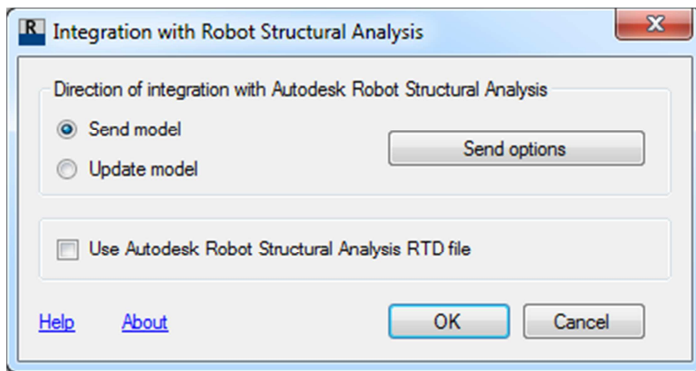 R Integration with Robot Structural Analysis
Direction of integration with Autodesk Robot Structural Analysis
Send model
Send options
Update model
Use Autodesk Robot Structural Analysis RTD file
Help About OK Cancel